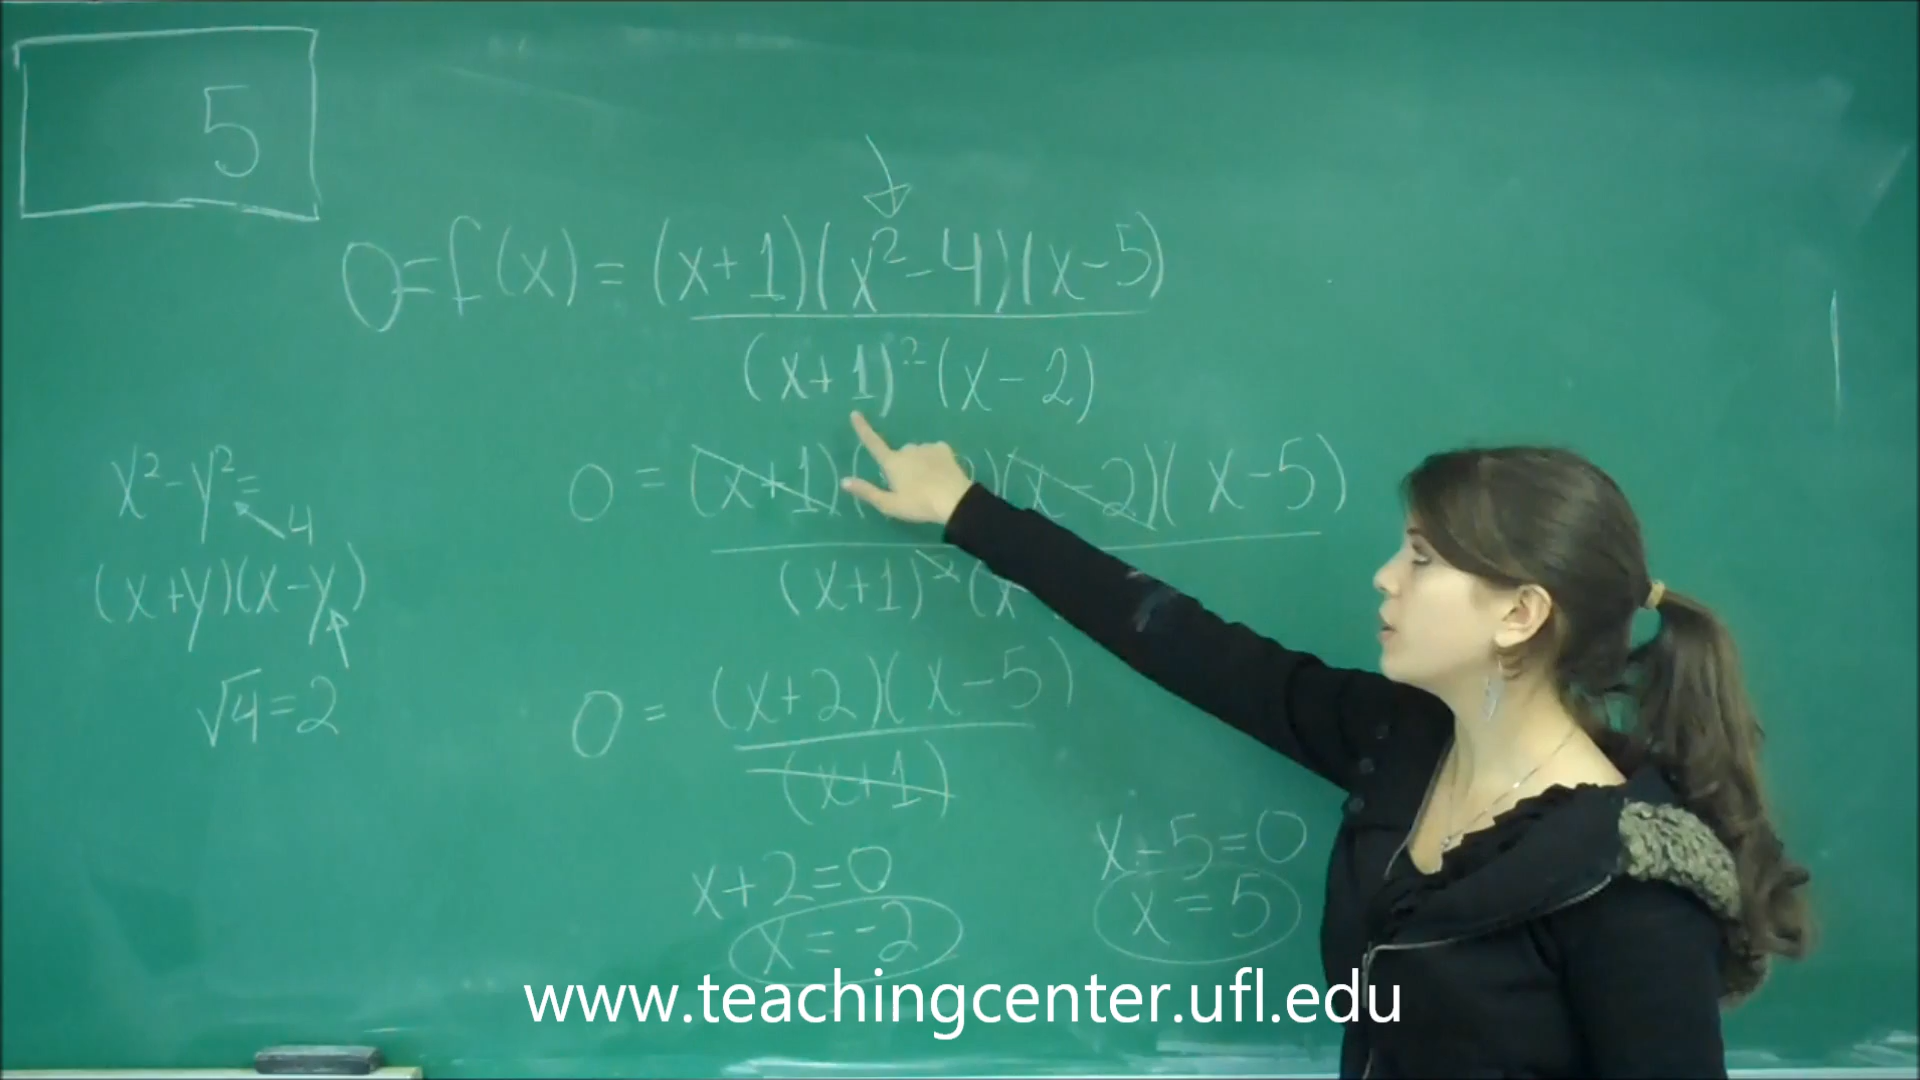 5
0 = f(x) = (x+1)(x²-4)(x-5)
(x+1)²(x-2)
x²-y²=
4
(x+y)(x-y)
√4=2
0 = (x+1)( 2)(x-2)(x-5)
(x+1)²(x-
0 = (x+2)(x-5)
(x+1)
x+2=0
x=-2
x-5=0
x=5
www.teachingcenter.ufl.edu